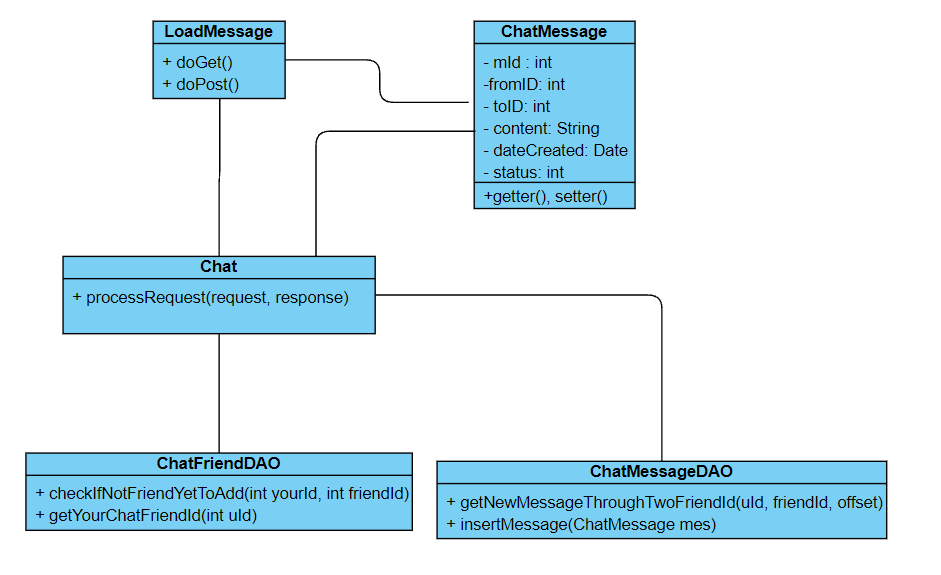 LoadMessage
+ doGet()
+ doPost()
ChatMessage
- mId : int
-fromID: int
- toID: int
- content: String
- dateCreated: Date
- status: int
+getter(), setter()
Chat
+ processRequest(request, response)
ChatFriendDAO
+ checkIfNotFriendYetToAdd(int yourId, int friendId)
+ getYourChatFriendId(int uId)
ChatMessageDAO
+ getNewMessageThroughTwoFriendId(uId, friendId, offset)
+ insertMessage(ChatMessage mes)